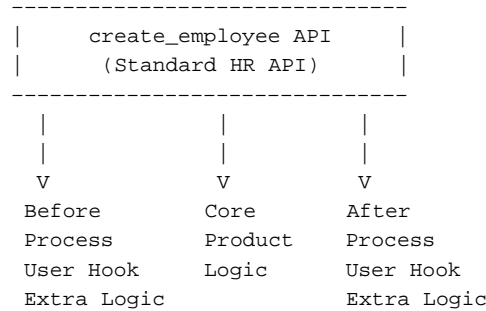 create_employee API
(Standard HR API)
Before Core After
Process Product Process
User Hook Logic User Hook
Extra Logic Extra Logic